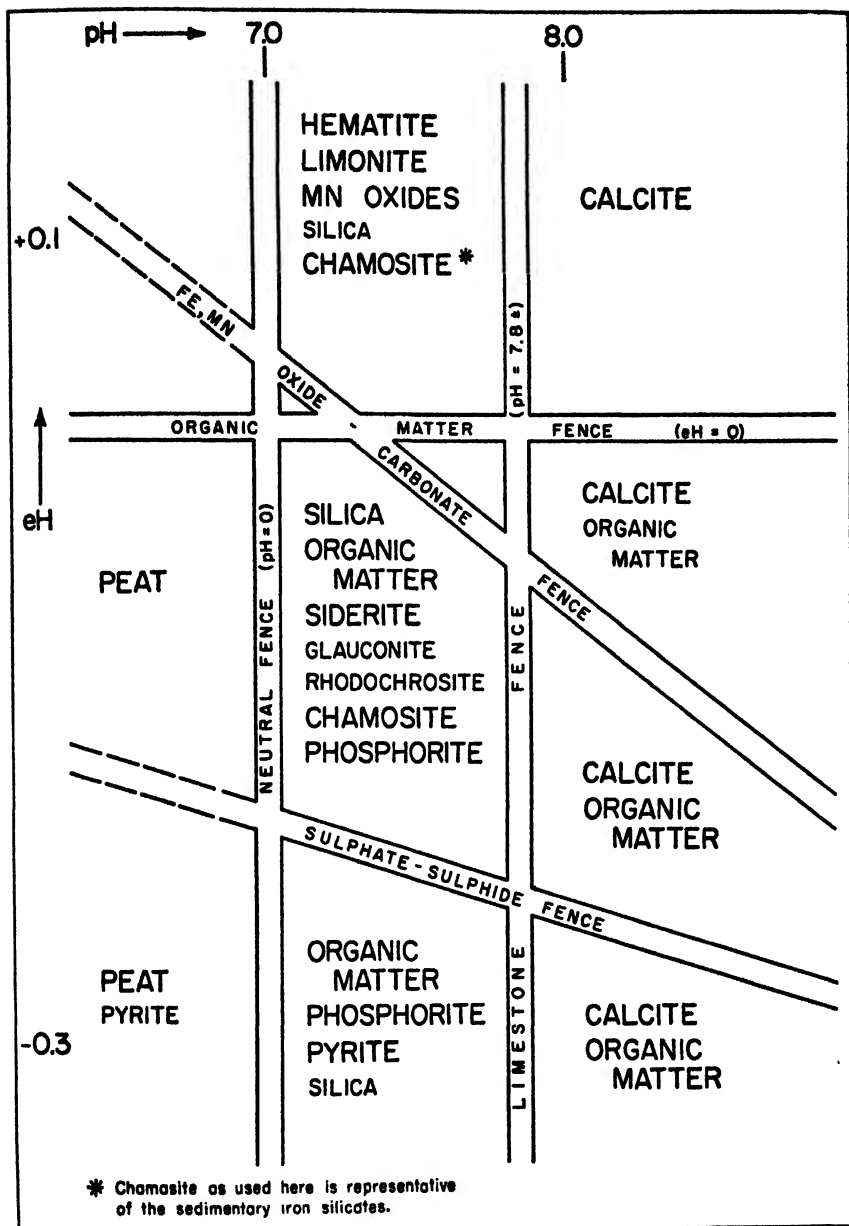 pH → 7.0 8.0
HEMATITE
LIMONITE
MN OXIDES
SILICA
CHAMOSITE *
CALCITE
+0.1
FE, MN OXIDE - CARBONATE FENCE
(pH = 7.8±)
ORGANIC MATTER FENCE (eH = 0)
eH
NEUTRAL FENCE (pH = 0)
PEAT
SILICA
ORGANIC
MATTER
SIDERITE
GLAUCONITE
RHODOCHROSITE
CHAMOSITE
PHOSPHORITE
CALCITE
ORGANIC
MATTER
CALCITE
ORGANIC
MATTER
LIMESTONE FENCE
SULPHATE - SULPHIDE FENCE
PEAT
PYRITE
-0.3
ORGANIC
MATTER
PHOSPHORITE
PYRITE
SILICA
CALCITE
ORGANIC
MATTER
* Chamosite as used here is representative
of the sedimentary iron silicates.